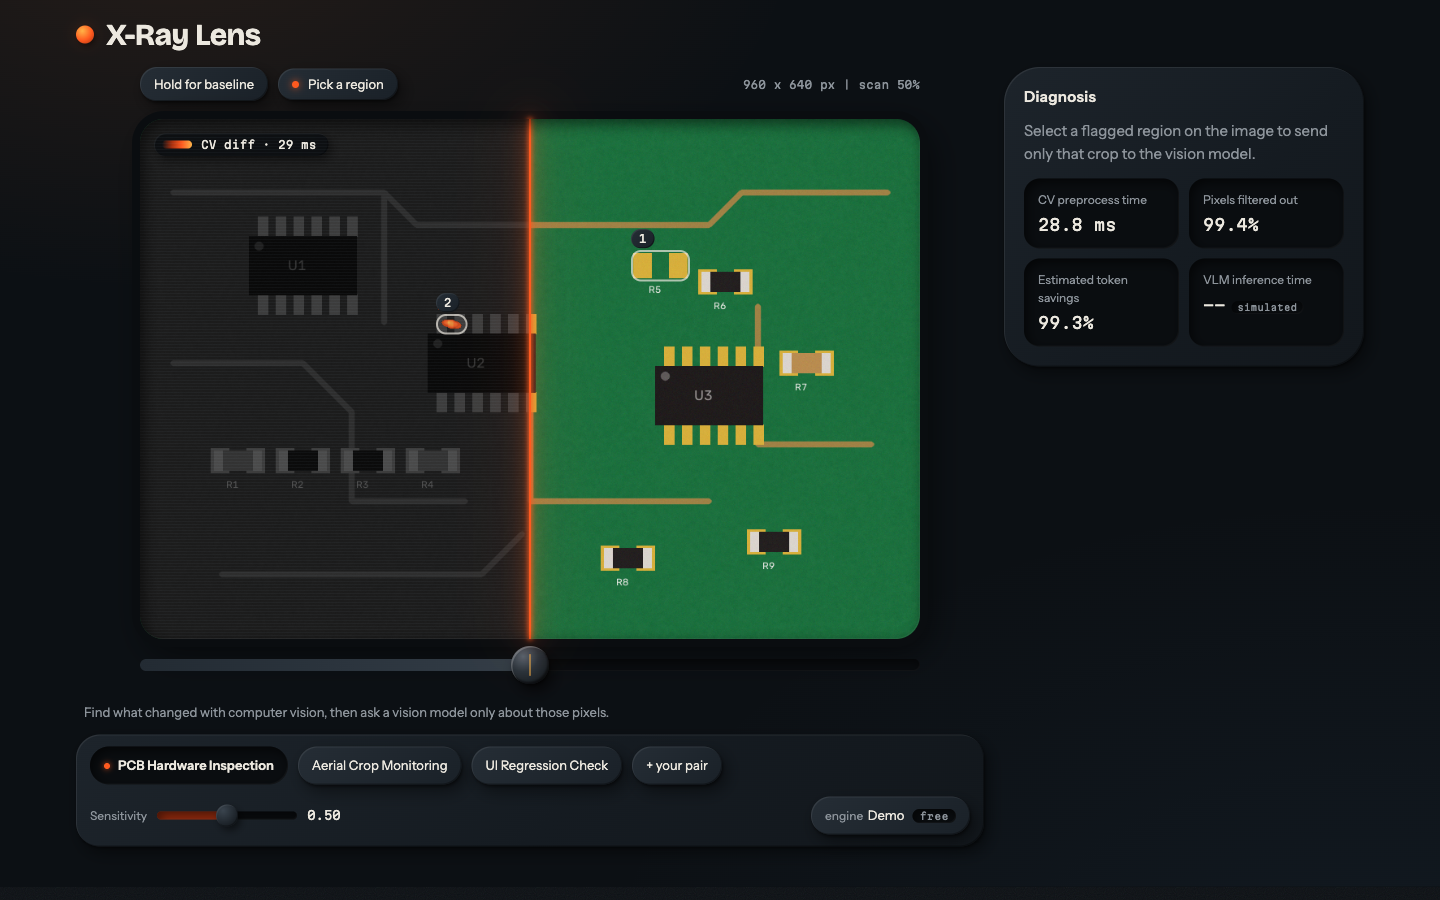 X-Ray Lens
Hold for baseline
Pick a region
960 x 640 px | scan 50%
CV diff · 29 ms
U1
2
U2
R1
R2
R3
R4
1
R5
R6
U3
R7
R8
R9
Diagnosis
Select a flagged region on the image to send
only that crop to the vision model.
CV preprocess time
28.8 ms
Pixels filtered out
99.4%
Estimated token
savings
99.3%
VLM inference time
-- simulated
Find what changed with computer vision, then ask a vision model only about those pixels.
PCB Hardware Inspection
Aerial Crop Monitoring
UI Regression Check
+ your pair
Sensitivity
0.50
engine Demo free